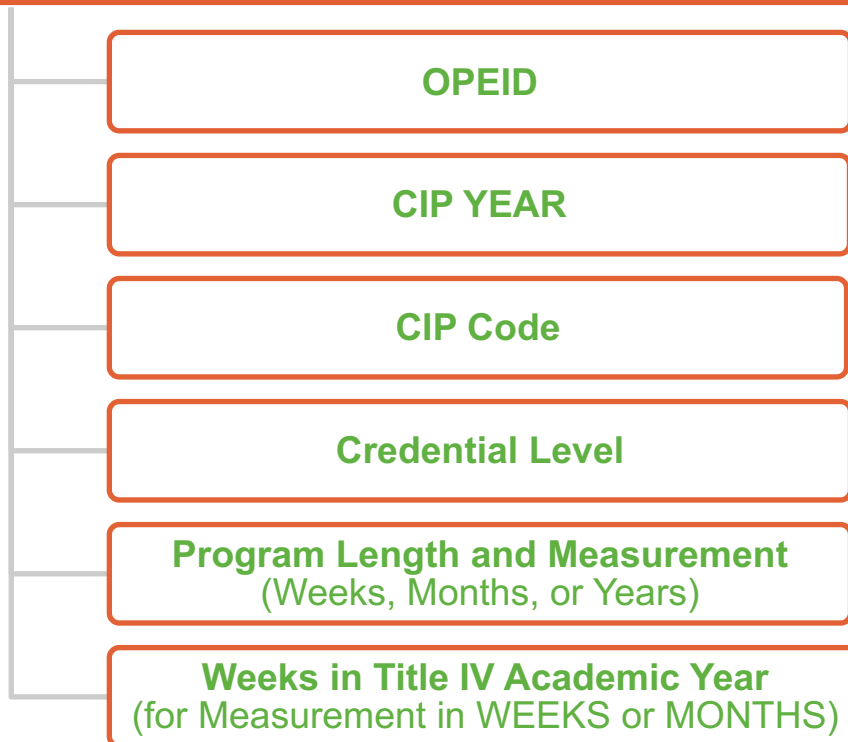 OPEID
CIP YEAR
CIP Code
Credential Level
Program Length and Measurement
(Weeks, Months, or Years)
Weeks in Title IV Academic Year
(for Measurement in WEEKS or MONTHS)